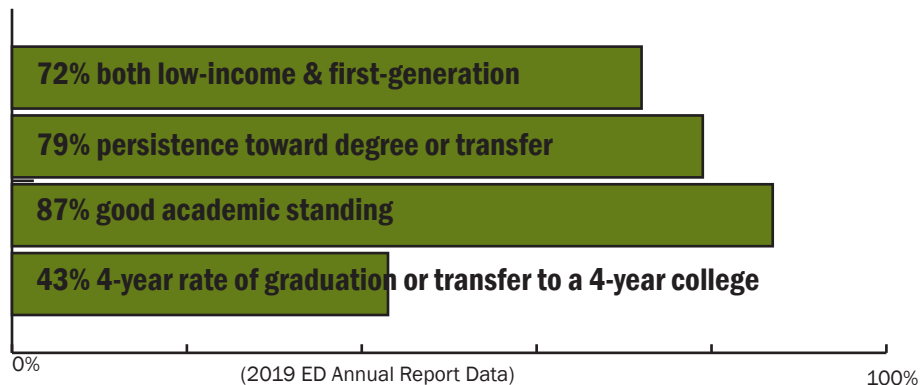 72% both low-income & first-generation
79% persistence toward degree or transfer
87% good academic standing
43% 4-year rate of graduation or transfer to a 4-year college
0%
(2019 ED Annual Report Data)
100%